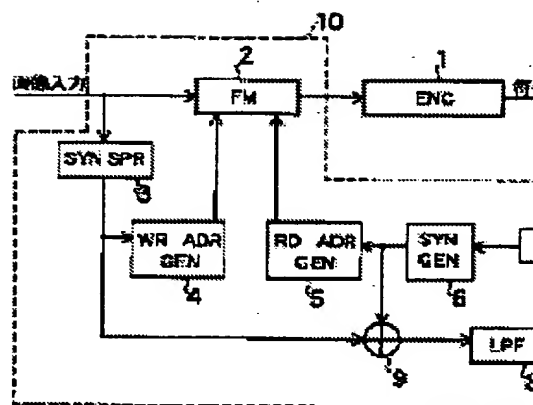 10
2
1
画像入力
FM
ENC
符
SYN SPR
3
WR ADR
GEN
RD ADR
GEN
SYN
GEN
4
5
6
LPF
9